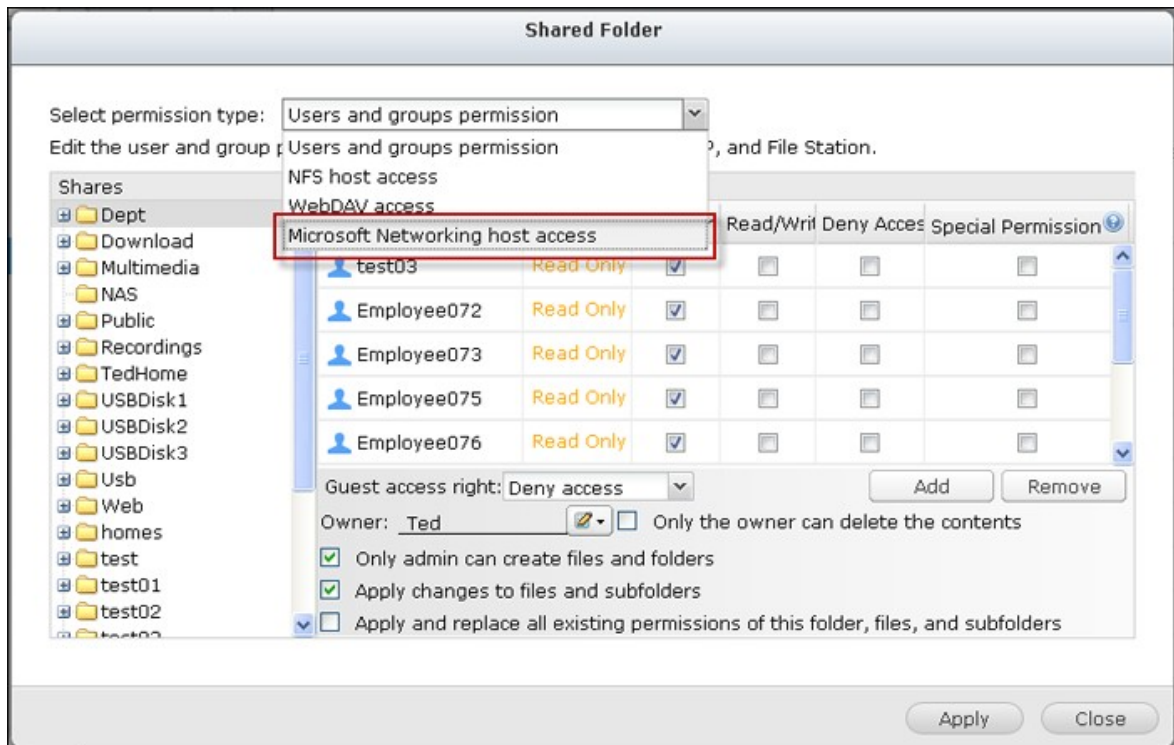 Shared Folder
Select permission type: Users and groups permission
Edit the user and group p
Users and groups permission
, and File Station.
NFS host access
WebDAV access
Microsoft Networking host access
Shares
Read/Writ Deny Acces Special Permission
Dept
Download
Multimedia
NAS
Public
Recordings
TedHome
USBDisk1
USBDisk2
USBDisk3
Usb
Web
homes
test
test01
test02
test03 Read Only
Employee072 Read Only
Employee073 Read Only
Employee075 Read Only
Employee076 Read Only
Guest access right: Deny access
Add Remove
Owner: Ted
Only the owner can delete the contents
Only admin can create files and folders
Apply changes to files and subfolders
Apply and replace all existing permissions of this folder, files, and subfolders
Apply Close